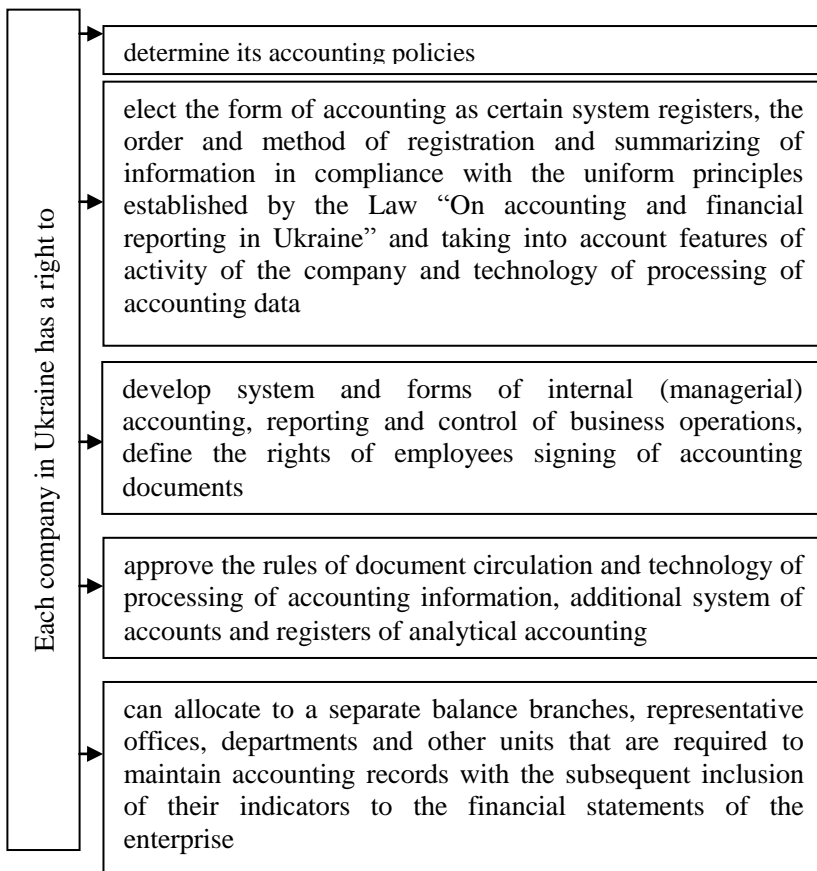 Each company in Ukraine has a right to
determine its accounting policies
elect the form of accounting as certain system registers, the
order and method of registration and summarizing of
information in compliance with the uniform principles
established by the Law “On accounting and financial
reporting in Ukraine” and taking into account features of
activity of the company and technology of processing of
accounting data
develop system and forms of internal (managerial)
accounting, reporting and control of business operations,
define the rights of employees signing of accounting
documents
approve the rules of document circulation and technology of
processing of accounting information, additional system of
accounts and registers of analytical accounting
can allocate to a separate balance branches, representative
offices, departments and other units that are required to
maintain accounting records with the subsequent inclusion
of their indicators to the financial statements of the
enterprise